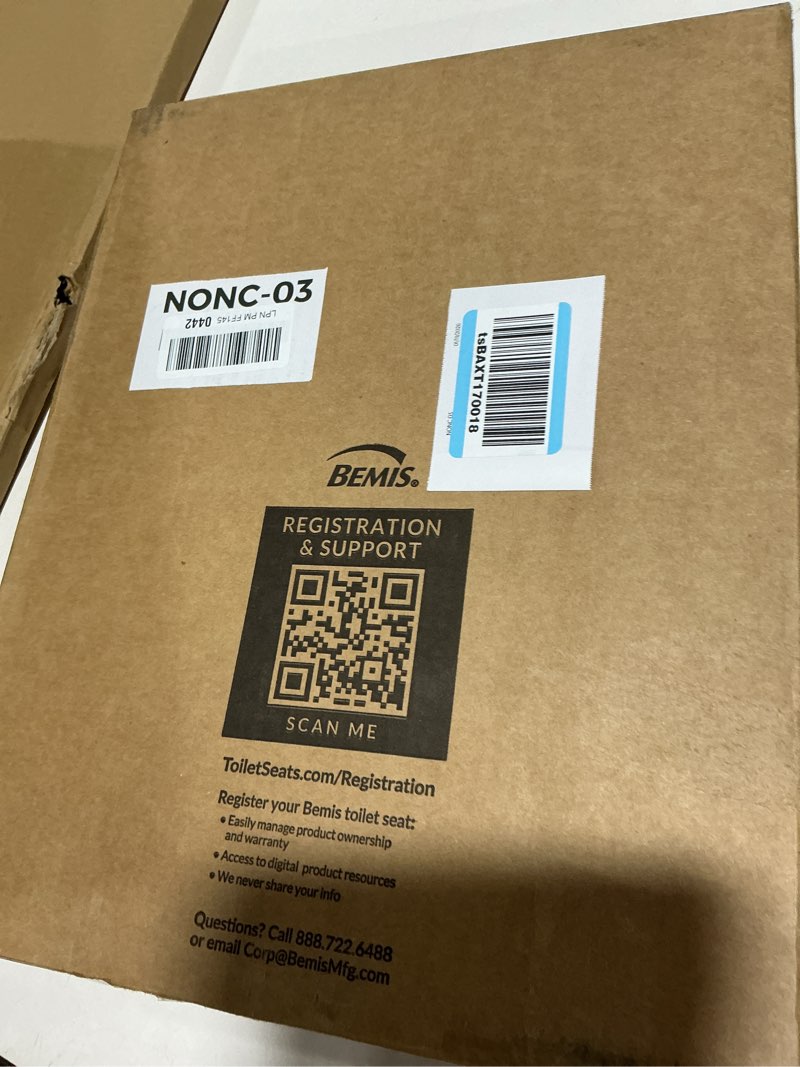 NONC-03
LPN PM FF145 0442
tsBAXT170018
BEMIS®
REGISTRATION
& SUPPORT
SCAN ME
ToiletSeats.com/Registration
Register your Bemis toilet seat:
• Easily manage product ownership
and warranty
• Access to digital product resources
• We never share your info
Questions? Call 888.722.6488
or email Corp@BemisMfg.com